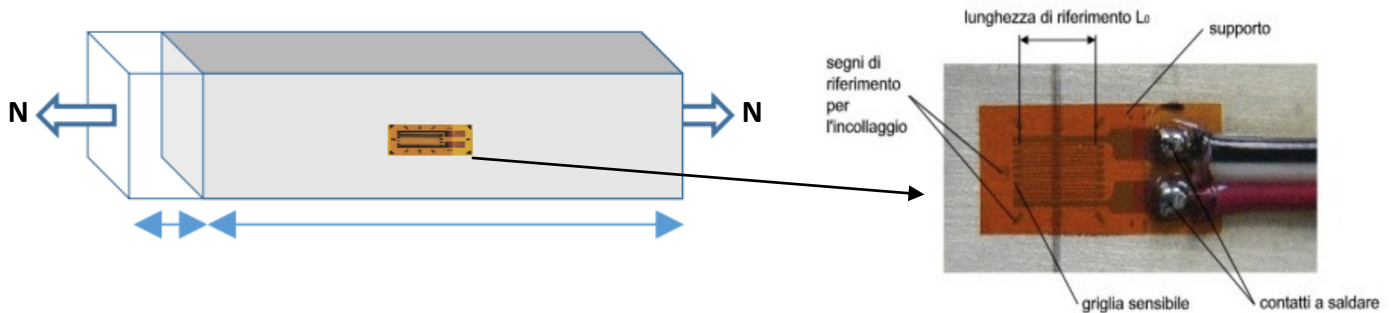 N
N
lunghezza di riferimento L₀
supporto
segni di
riferimento
per
l'incollaggio
griglia sensibile
contatti a saldare